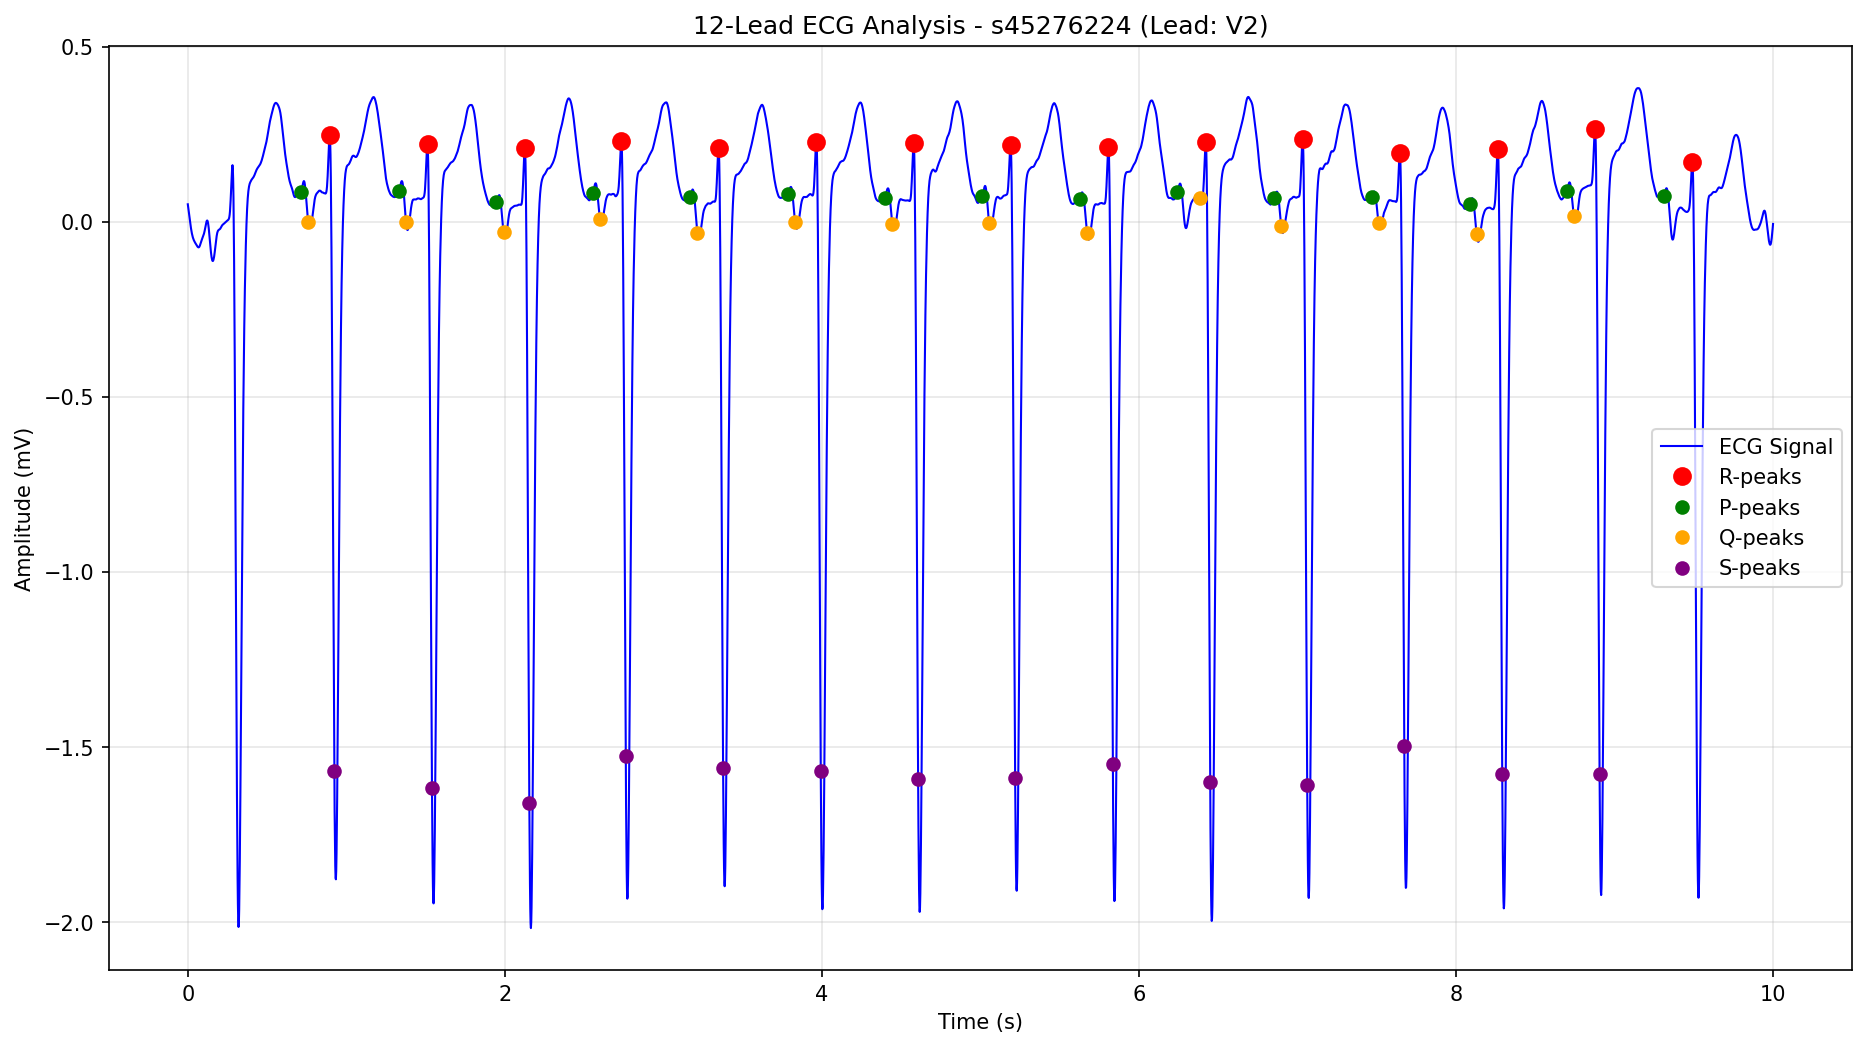 12-Lead ECG Analysis - s45276224 (Lead: V2)
0.5
0.0
−0.5
−1.0
−1.5
−2.0
Amplitude (mV)
ECG Signal
R-peaks
P-peaks
Q-peaks
S-peaks
0 2 4 6 8 10
Time (s)